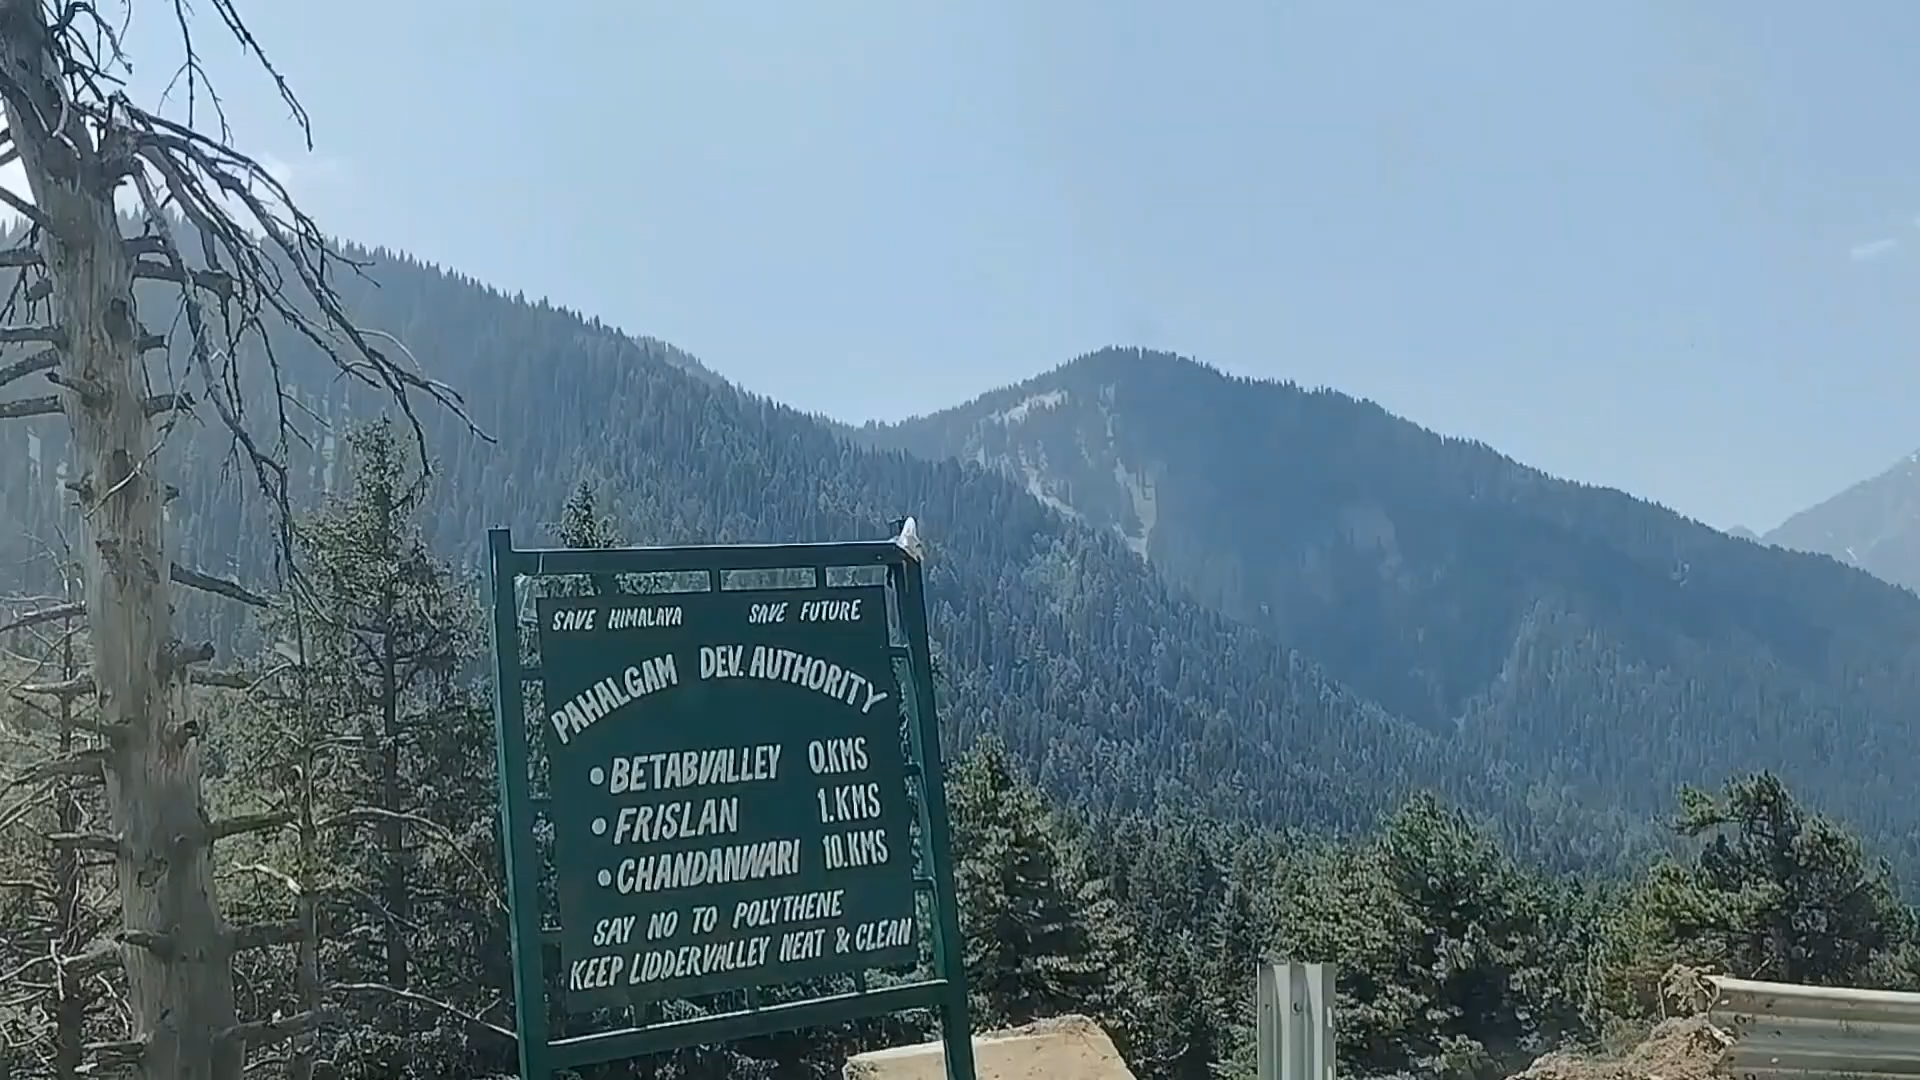 SAVE HIMALAYA SAVE FUTURE
PAHALGAM DEV. AUTHORITY
• BETABVALLEY 0.KMS
• FRISLAN 1.KMS
• CHANDANWARI 10.KMS
SAY NO TO POLYTHENE
KEEP LIDDERVALLEY NEAT & CLEAN